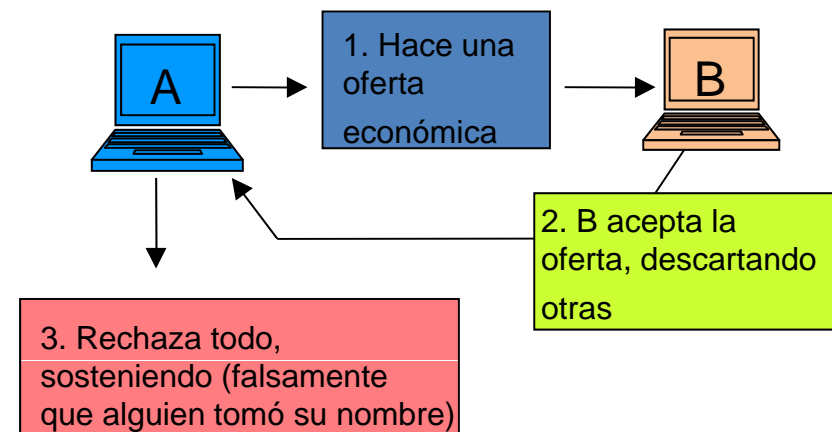 A
1. Hace una
oferta
económica
B
2. B acepta la
oferta, descartando
otras
3. Rechaza todo,
sosteniendo (falsamente
que alguien tomó su nombre)